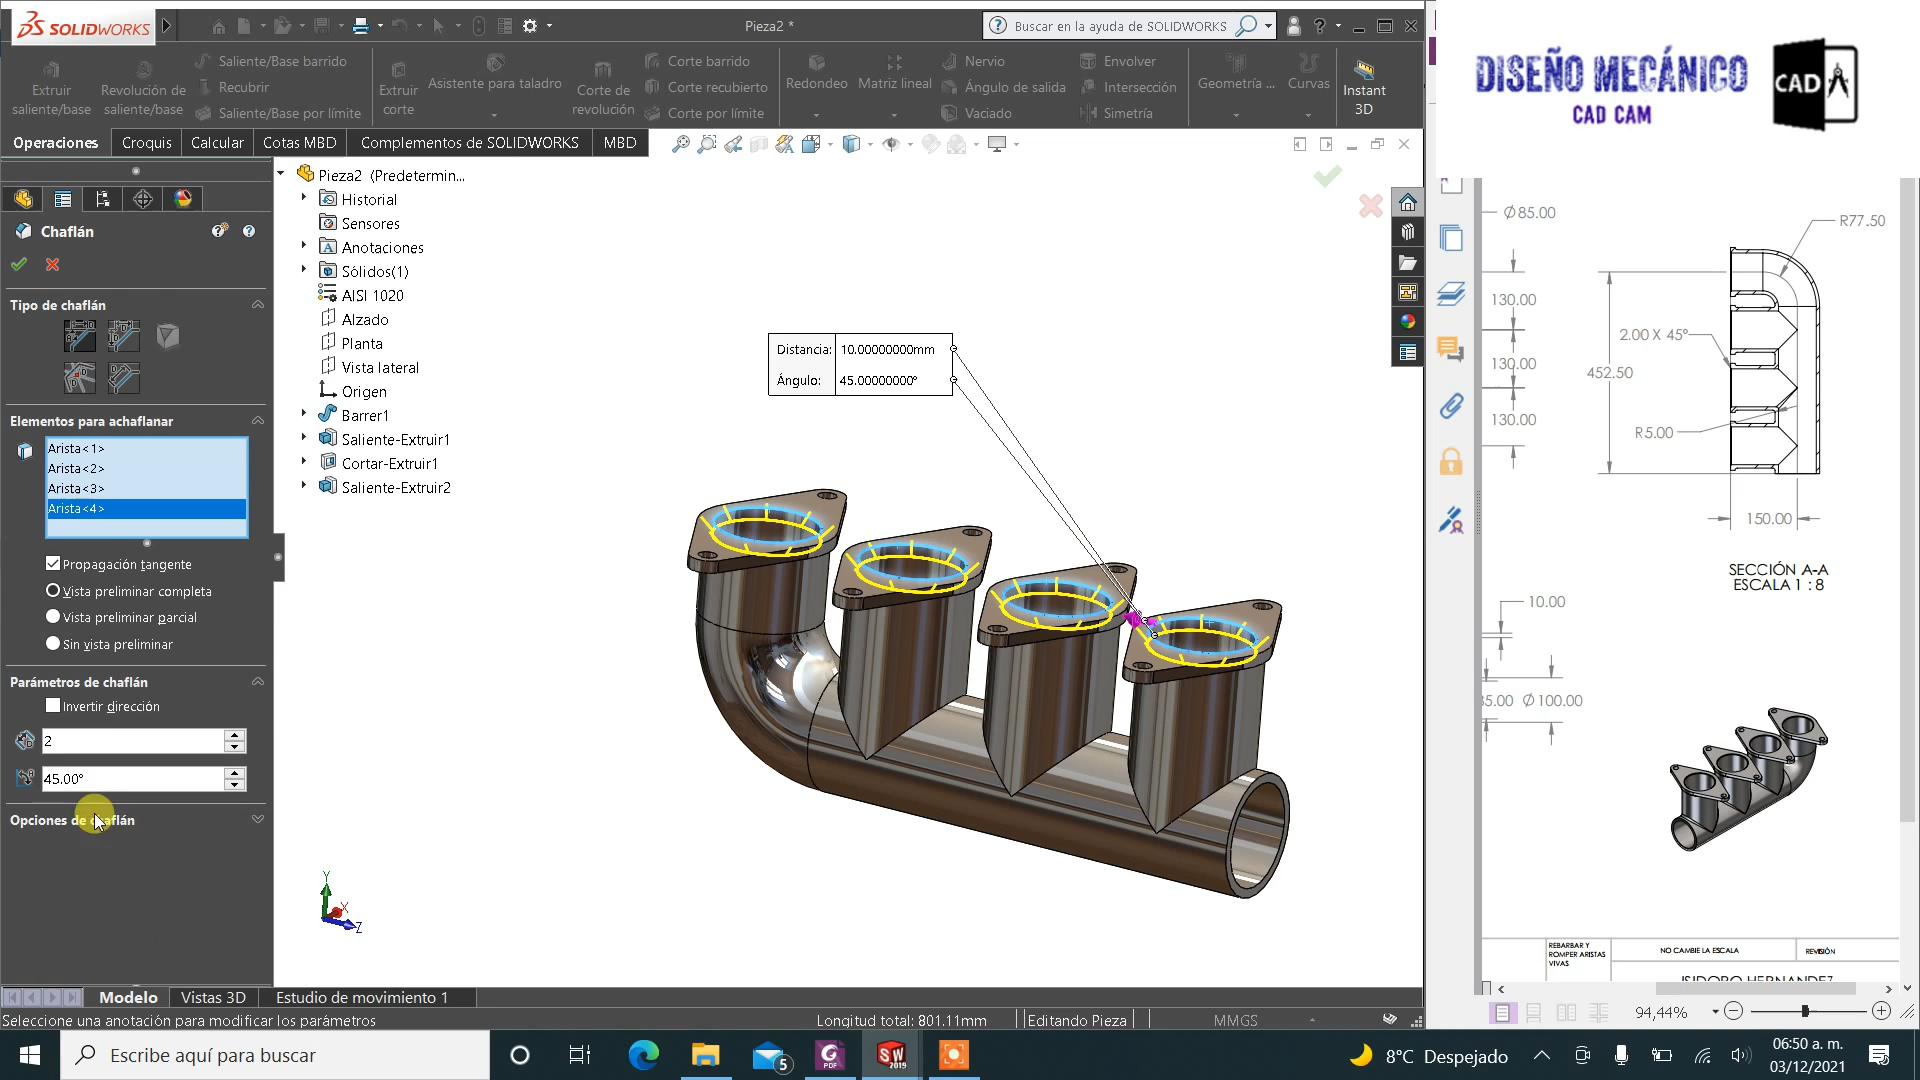 SOLIDWORKS
Pieza2 *
Buscar en la ayuda de SOLIDWORKS
Extruir saliente/base
Revolución de saliente/base
Saliente/Base barrido
Recubrir
Saliente/Base por límite
Extruir corte
Asistente para taladro
Corte de revolución
Corte barrido
Corte recubierto
Corte por límite
Redondeo
Matriz lineal
Nervio
Ángulo de salida
Vaciado
Envolver
Intersección
Simetría
Geometría ...
Curvas
Instant 3D
Operaciones
Croquis
Calcular
Cotas MBD
Complementos de SOLIDWORKS
MBD
Chaflán
Tipo de chaflán
Elementos para achaflanar
Arista<1>
Arista<2>
Arista<3>
Arista<4>
Propagación tangente
Vista preliminar completa
Vista preliminar parcial
Sin vista preliminar
Parámetros de chaflán
Invertir dirección
2
45.00°
Opciones de chaflán
Pieza2 (Predetermin...
Historial
Sensores
Anotaciones
Sólidos(1)
AISI 1020
Alzado
Planta
Vista lateral
Origen
Barrer1
Saliente-Extruir1
Cortar-Extruir1
Saliente-Extruir2
Distancia: 10.00000000mm
Ángulo: 45.00000000°
Y
X
Z
Modelo
Vistas 3D
Estudio de movimiento 1
Seleccione una anotación para modificar los parámetros
Longitud total: 801.11mm
Editando Pieza
MMGS
DISEÑO MECÁNICO
CAD CAM
CAD
Ø85.00
R77.50
130.00
2.00 X 45°
130.00
452.50
130.00
R5.00
150.00
SECCIÓN A-A
ESCALA 1 : 8
10.00
Ø100.00
REBARBAR Y
ROMPER ARISTAS
VIVAS
NO CAMBIE LA ESCALA
REVISIÓN
94,44%
Escribe aquí para buscar
5
PDF
SW
2019
8°C Despejado
06:50 a. m.
03/12/2021